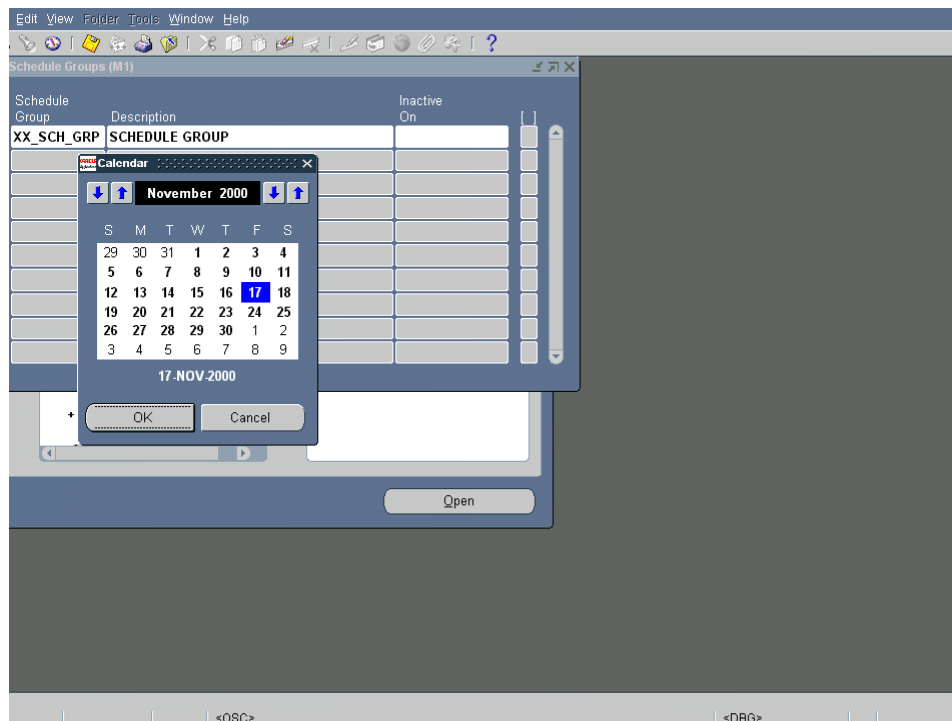 Edit View Folder Tools Window Help
Schedule Groups (M1)
Schedule Group Description Inactive On [ ]
XX_SCH_GRP SCHEDULE GROUP
Calendar
November 2000
S M T W T F S
29 30 31 1 2 3 4
5 6 7 8 9 10 11
12 13 14 15 16 17 18
19 20 21 22 23 24 25
26 27 28 29 30 1 2
3 4 5 6 7 8 9
17-NOV-2000
OK Cancel
Open
<OSC> <DBG>